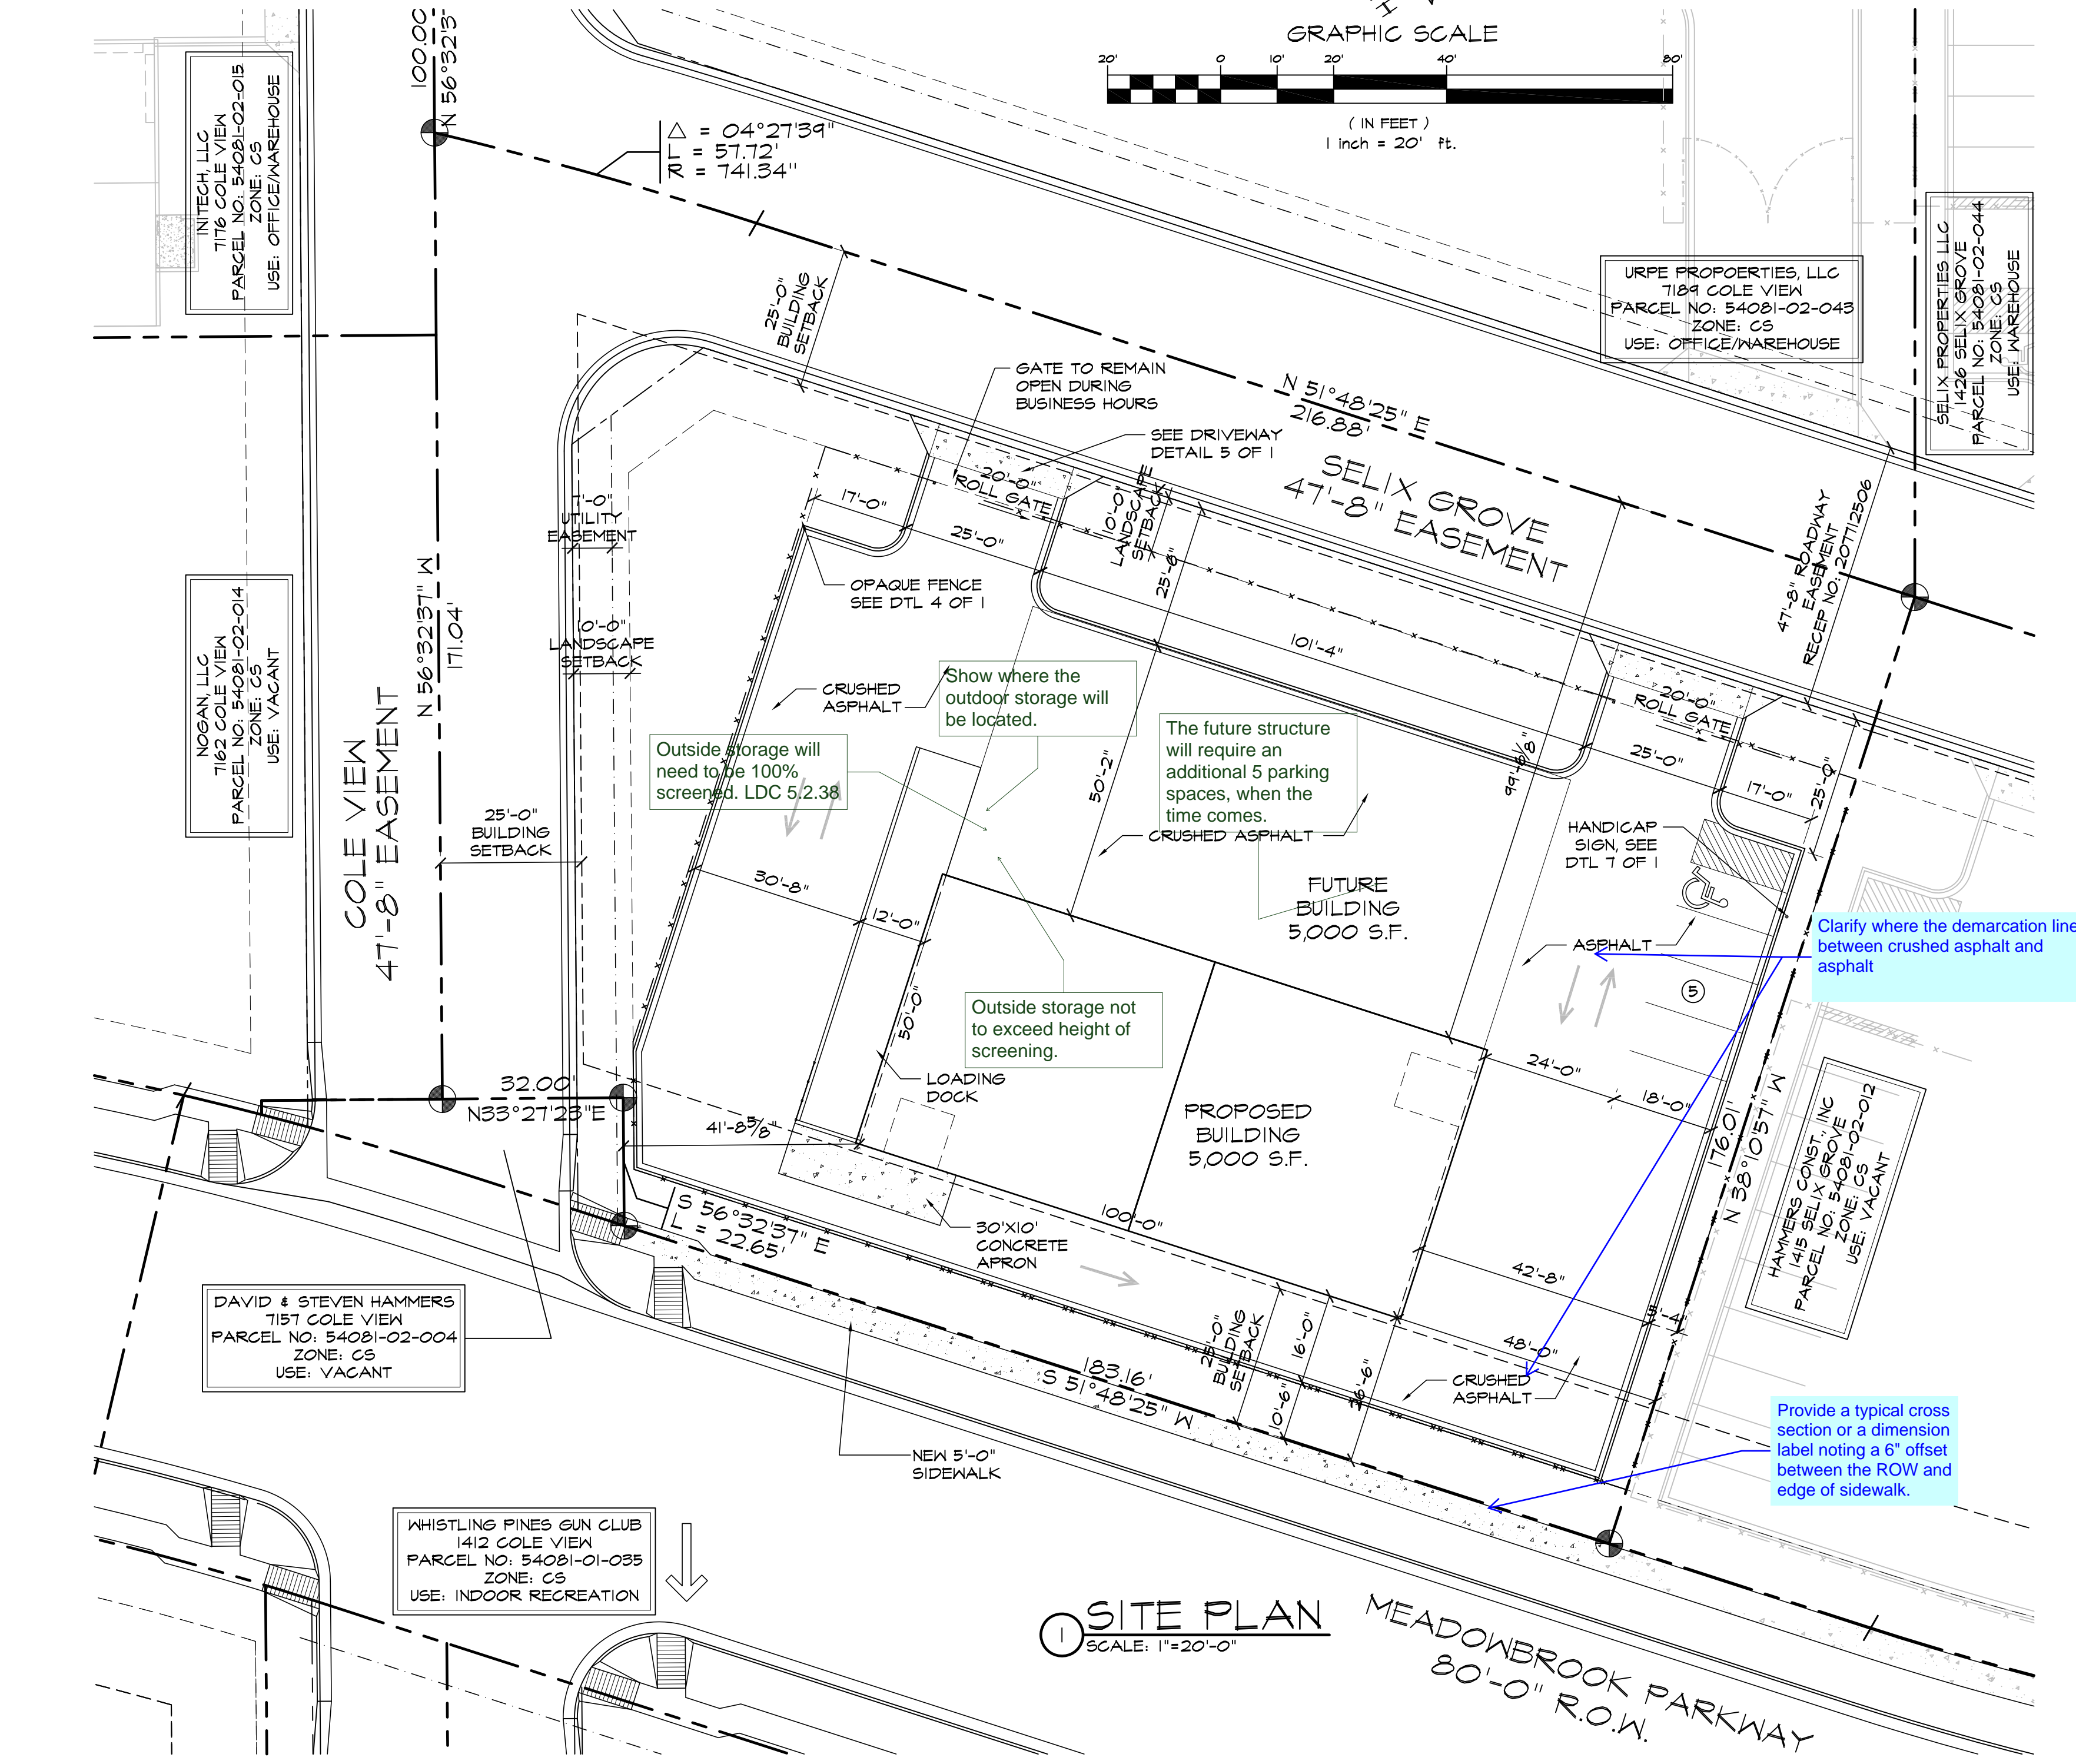 GRAPHIC SCALE
20' 0 10' 20' 40' 80'
( IN FEET )
1 inch = 20' ft.
100.00
N 56°32'3
△ = 04°27'39"
L = 57.72'
R = 741.34"
INITECH, LLC
7176 COLE VIEW
PARCEL NO: 54081-02-015
ZONE: CS
USE: OFFICE/WAREHOUSE
URPE PROPOERTIES, LLC
7189 COLE VIEW
PARCEL NO: 54081-02-043
ZONE: CS
USE: OFFICE/WAREHOUSE
SELIX PROPERTIES LLC
1426 SELIX GROVE
PARCEL NO: 54081-02-044
ZONE: CS
USE: WAREHOUSE
25'-0"
BUILDING
SETBACK
GATE TO REMAIN
OPEN DURING
BUSINESS HOURS
SEE DRIVEWAY
DETAIL 5 OF 1
N 51°48'25" E
216.88'
SELIX GROVE
47'-8" EASEMENT
47'-8" ROADWAY
EASEMENT
RECEP NO: 207712506
20'-0"
ROLL GATE
10'-0"
LANDSCAPE
SETBACK
17'-0"
25'-0"
25'-8"
7'-0"
UTILITY
EASEMENT
OPAQUE FENCE
SEE DTL 4 OF 1
10'-0"
LANDSCAPE
SETBACK
N 56°32'37" W
171.04'
NOGAN, LLC
7162 COLE VIEW
PARCEL NO: 54081-02-014
ZONE: CS
USE: VACANT
COLE VIEW
47'-8" EASEMENT
25'-0"
BUILDING
SETBACK
101'-4"
CRUSHED
ASPHALT
Show where the
outdoor storage will
be located.
Outside storage will
need to be 100%
screened. LDC 5.2.38
The future structure
will require an
additional 5 parking
spaces, when the
time comes.
20'-0"
ROLL GATE
25'-0"
17'-0"
25'-0"
50'-2"
CRUSHED ASPHALT
HANDICAP
SIGN, SEE
DTL 7 OF 1
30'-8"
12'-0"
FUTURE
BUILDING
5,000 S.F.
ASPHALT
Clarify where the demarcation line
between crushed asphalt and
asphalt
5
50'-0"
Outside storage not
to exceed height of
screening.
LOADING
DOCK
24'-0"
18'-0"
32.00'
N33°27'23"E
41'-8 5/8"
PROPOSED
BUILDING
5,000 S.F.
176.01'
N 38°10'57" W
HAMMERS CONST., INC
1415 SELIX GROVE
PARCEL NO: 54081-02-012
ZONE: CS
USE: VACANT
S 56°32'37" E
L = 22.65'
30'X10'
CONCRETE
APRON
100'-0"
42'-8"
DAVID & STEVEN HAMMERS
7157 COLE VIEW
PARCEL NO: 54081-02-004
ZONE: CS
USE: VACANT
25'-0"
BUILDING
SETBACK
16'-0"
10'-6"
26'-6"
48'-0"
CRUSHED
ASPHALT
183.16'
S 51°48'25" W
NEW 5'-0"
SIDEWALK
Provide a typical cross
section or a dimension
label noting a 6" offset
between the ROW and
edge of sidewalk.
WHISTLING PINES GUN CLUB
1412 COLE VIEW
PARCEL NO: 54081-01-035
ZONE: CS
USE: INDOOR RECREATION
1
SITE PLAN
SCALE: 1"=20'-0"
MEADOWBROOK PARKWAY
80'-0" R.O.W.